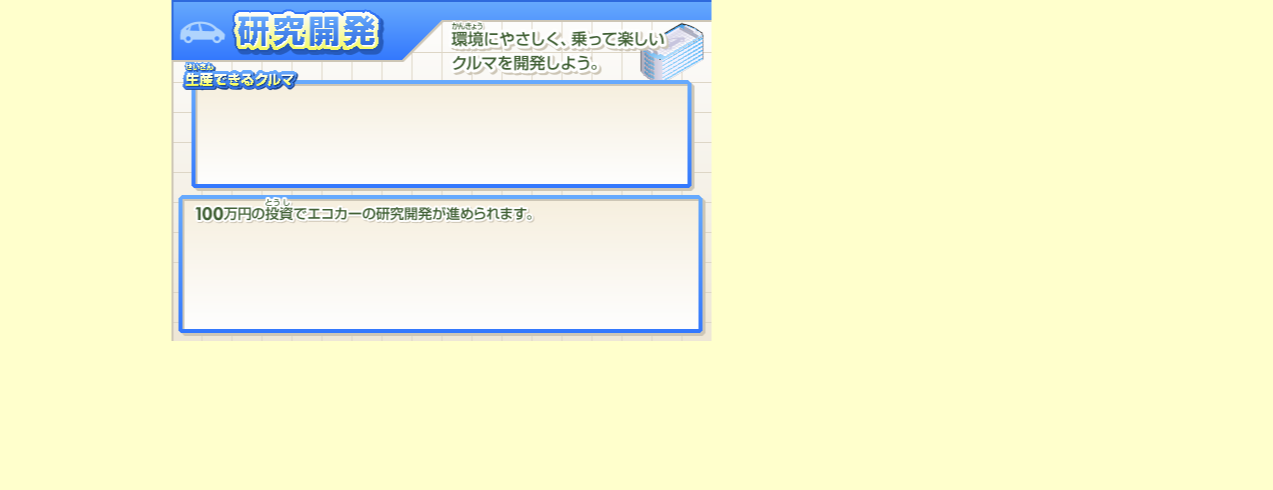 研究開発
かんきょう
環境にやさしく、乗って楽しい
クルマを開発しよう。
せいさん
生産できるクルマ
とうし
100万円の投資でエコカーの研究開発が進められます。